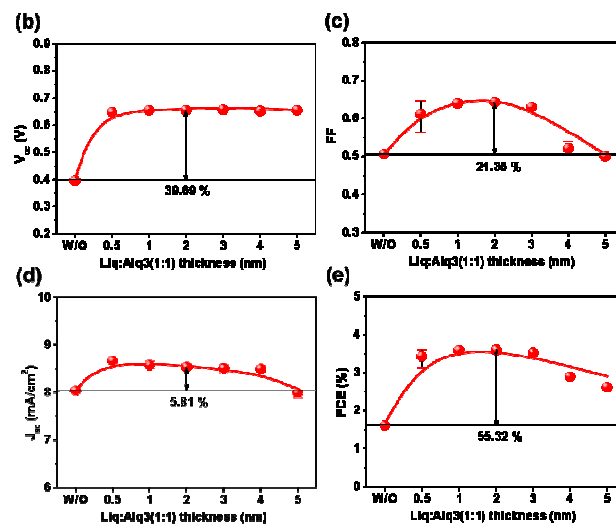 (b)
0.9
0.8
0.7
0.6
0.5
0.4
0.3
0.2
Voc (V)
39.69 %
W/O 0.5 1 2 3 4 5
Liq:Alq3(1:1) thickness (nm)
(c)
0.8
0.7
0.6
0.5
0.4
0.3
FF
21.36 %
W/O 0.5 1 2 3 4 5
Liq:Alq3(1:1) thickness (nm)
(d)
10
9
8
7
6
Jsc (mA/cm²)
5.81 %
W/O 0.5 1 2 3 4 5
Liq:Alq3(1:1) thickness (nm)
(e)
5
4
3
2
1
0
PCE (%)
55.32 %
W/O 0.5 1 2 3 4 5
Liq:Alq3(1:1) thickness (nm)